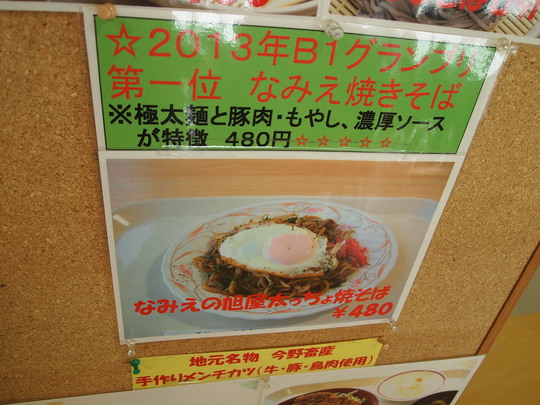 ☆2013年B1グランプリ
第一位 なみえ焼きそば
※極太麺と豚肉・もやし、濃厚ソース
が特徴 480円☆☆☆☆☆
なみえの旭屋太っちょ焼そば
￥480
地元名物 今野畜産
手作りメンチカツ(牛・豚・鳥肉使用)